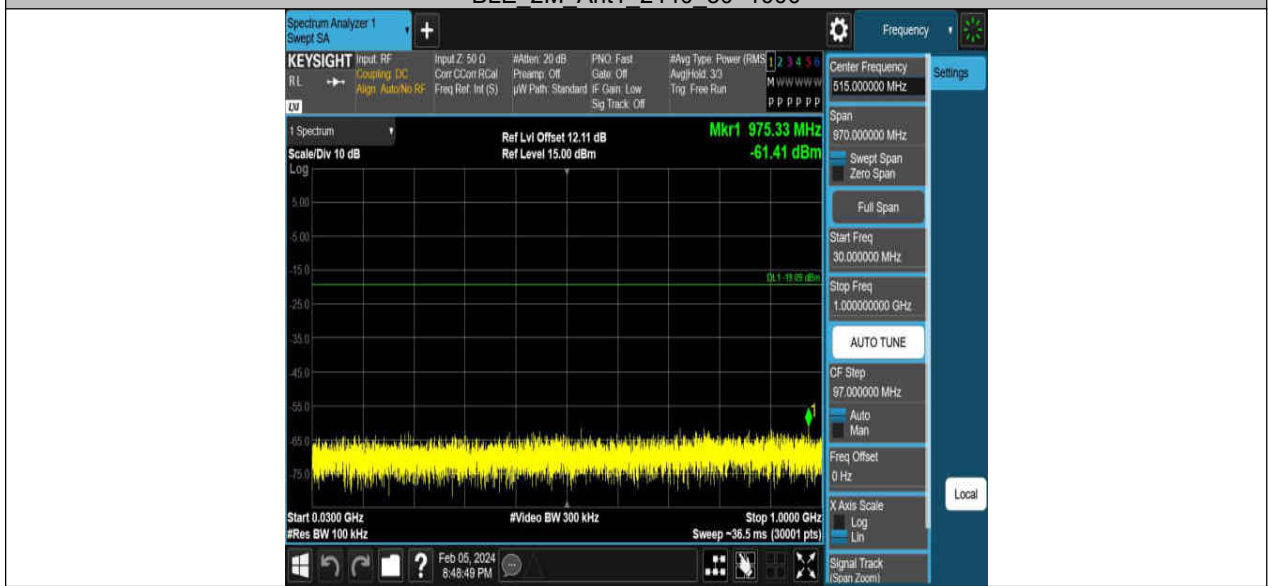 Spectrum Analyzer 1
Swept SA
+
Frequency
KEYSIGHT
RL
LXI
Input: RF
Coupling: DC
Align: Auto/No RF
Input Z: 50 Ω
Corr CCorr RCal
Freq Ref: Int (S)
#Atten: 20 dB
Preamp: Off
µW Path: Standard
PNO: Fast
Gate: Off
IF Gain: Low
Sig Track: Off
#Avg Type: Power (RMS
Avg|Hold: 3/3
Trig: Free Run
1 2 3 4 5 6
M W W W W W
P P P P P P
Center Frequency
515.000000 MHz
Settings
Span
970.000000 MHz
Swept Span
Zero Span
Full Span
Start Freq
30.000000 MHz
Stop Freq
1.000000000 GHz
AUTO TUNE
CF Step
97.000000 MHz
Auto
Man
Freq Offset
0 Hz
X Axis Scale
Log
Lin
Signal Track
(Span Zoom)
Local
1 Spectrum
Scale/Div 10 dB
Log
Ref Lvl Offset 12.11 dB
Ref Level 15.00 dBm
Mkr1 975.33 MHz
-61.41 dBm
5.00
-5.00
-15.0
DL1 -19.09 dBm
-25.0
-35.0
-45.0
-55.0
1
-65.0
-75.0
Start 0.0300 GHz
#Res BW 100 kHz
#Video BW 300 kHz
Stop 1.0000 GHz
Sweep ~36.5 ms (30001 pts)
?
Feb 05, 2024
8:48:49 PM